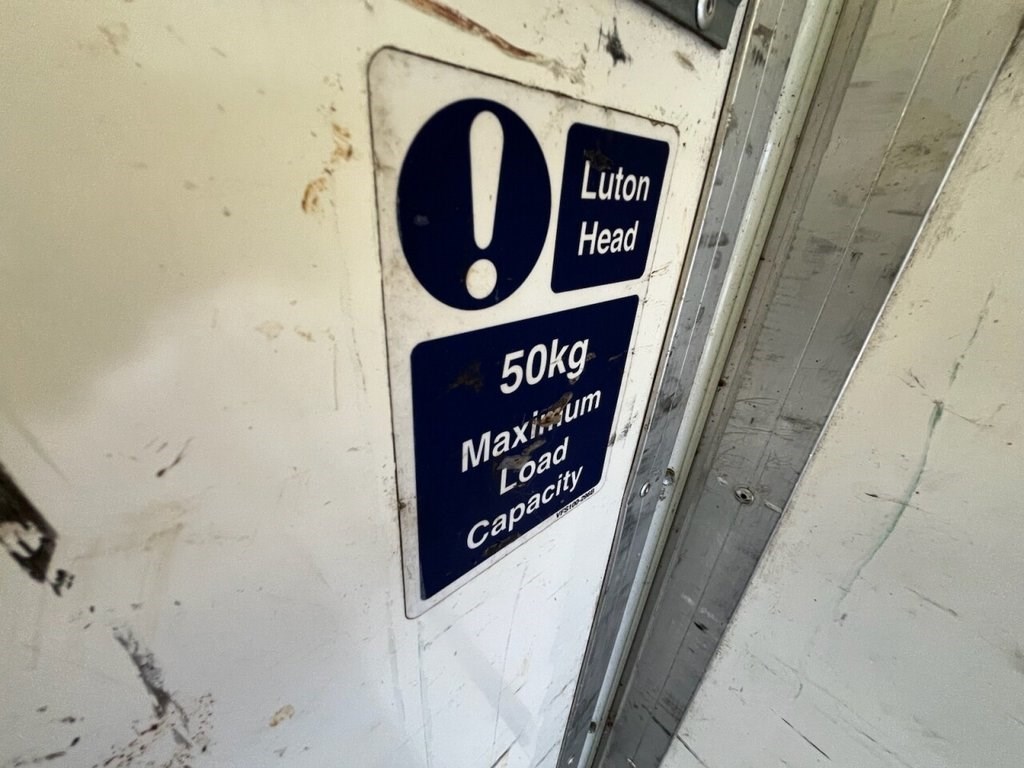 Luton
Head
50kg
Maximum
Load
Capacity